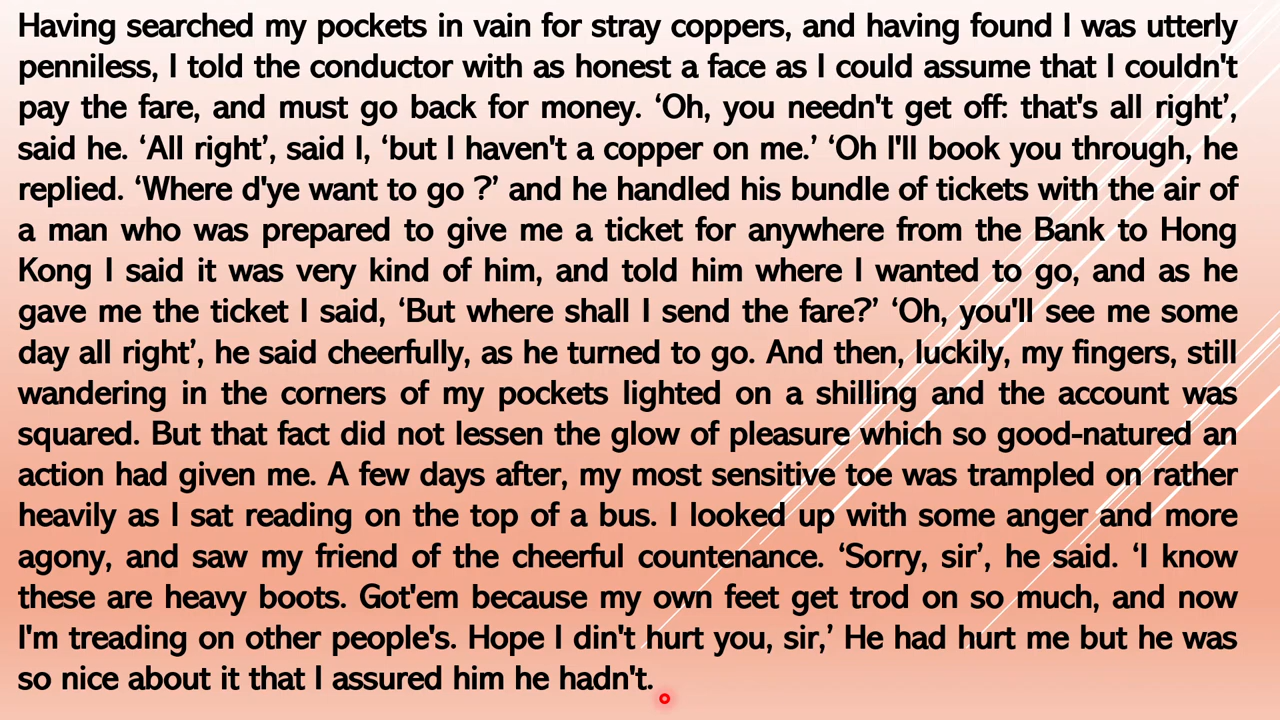 Having searched my pockets in vain for stray coppers, and having found I was utterly
penniless, I told the conductor with as honest a face as I could assume that I couldn't
pay the fare, and must go back for money. ‘Oh, you needn't get off: that's all right’,
said he. ‘All right’, said I, ‘but I haven't a copper on me.’ ‘Oh I'll book you through, he
replied. ‘Where d'ye want to go ?’ and he handled his bundle of tickets with the air of
a man who was prepared to give me a ticket for anywhere from the Bank to Hong
Kong I said it was very kind of him, and told him where I wanted to go, and as he
gave me the ticket I said, ‘But where shall I send the fare?’ ‘Oh, you'll see me some
day all right’, he said cheerfully, as he turned to go. And then, luckily, my fingers, still
wandering in the corners of my pockets lighted on a shilling and the account was
squared. But that fact did not lessen the glow of pleasure which so good-natured an
action had given me. A few days after, my most sensitive toe was trampled on rather
heavily as I sat reading on the top of a bus. I looked up with some anger and more
agony, and saw my friend of the cheerful countenance. ‘Sorry, sir’, he said. ‘I know
these are heavy boots. Got'em because my own feet get trod on so much, and now
I'm treading on other people's. Hope I din't hurt you, sir,’ He had hurt me but he was
so nice about it that I assured him he hadn't.